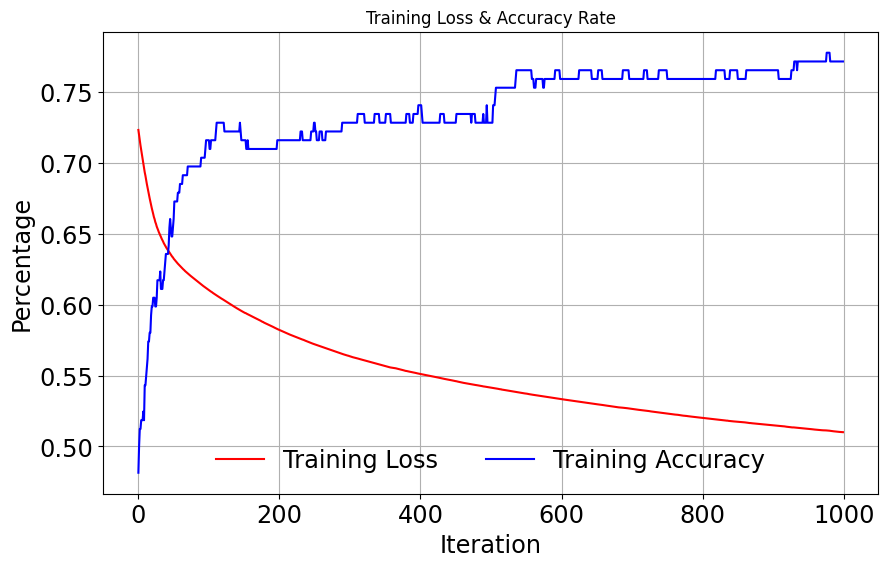 Training Loss & Accuracy Rate
Percentage
0.75
0.70
0.65
0.60
0.55
0.50
Training Loss
Training Accuracy
0
200
400
600
800
1000
Iteration